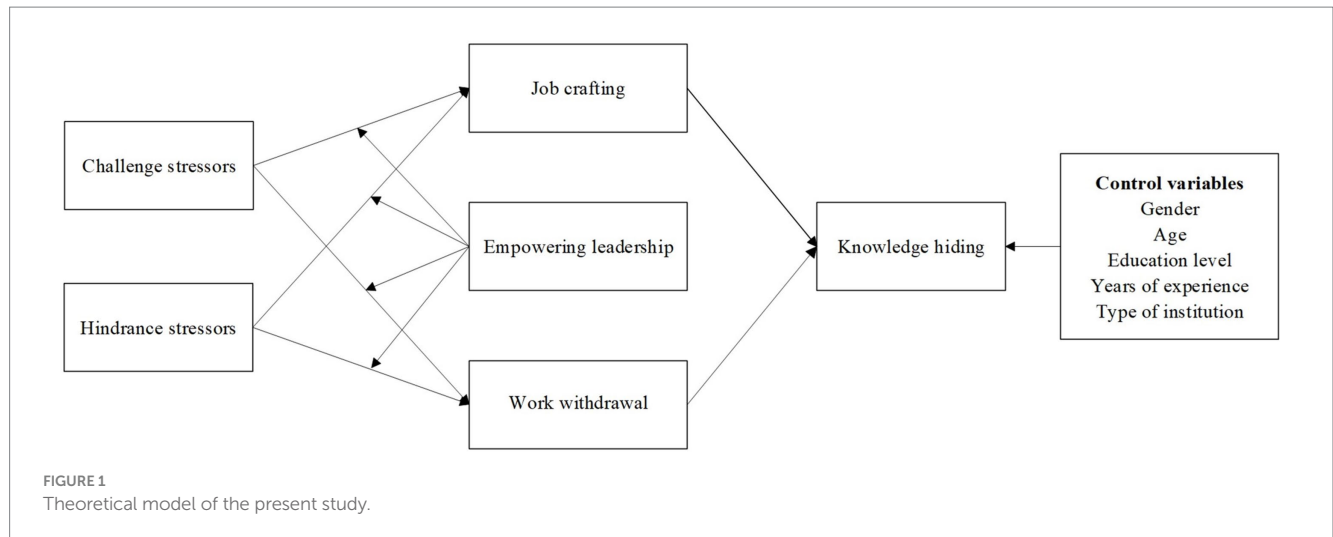 Job crafting
Challenge stressors
Empowering leadership
Hindrance stressors
Work withdrawal
Knowledge hiding
Control variables
Gender
Age
Education level
Years of experience
Type of institution
FIGURE 1
Theoretical model of the present study.